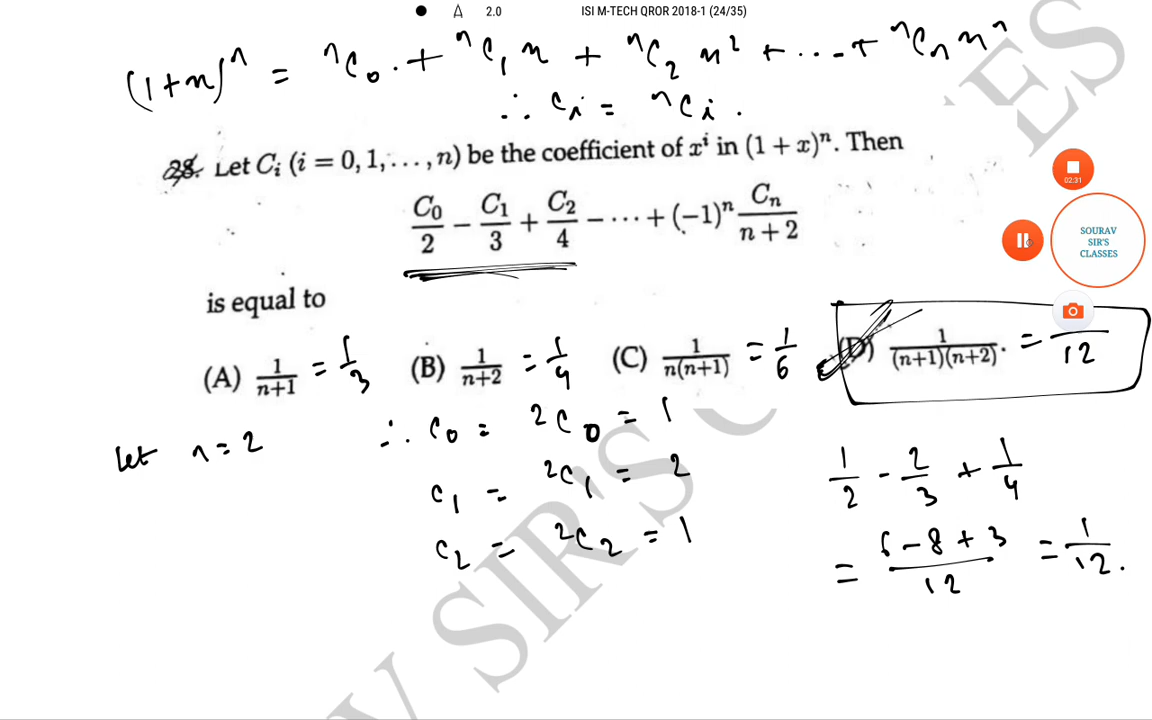 2.0 ISI M-TECH QROR 2018-1 (24/35)
(1+x)^n = ⁿC₀ + ⁿC₁ x + ⁿC₂ x² + ... + ⁿCₙ xⁿ
∴ Cᵢ = ⁿCᵢ .
28. Let Cᵢ (i = 0, 1, . . . , n) be the coefficient of xⁱ in (1 + x)ⁿ. Then
C₀/2 − C₁/3 + C₂/4 − ··· + (−1)ⁿ Cₙ/(n + 2)
02:31
SOURAV
SIR'S
CLASSES
is equal to
(A) 1/(n+1) = 1/3 (B) 1/(n+2) = 1/4 (C) 1/(n(n+1)) = 1/6 (D) 1/((n+1)(n+2)). = /12
Let n = 2 ∴ C₀ = ²C₀ = 1
C₁ = ²C₁ = 2
C₂ = ²C₂ = 1
1/2 - 2/3 + 1/4
= (6 - 8 + 3)/12 = 1/12.